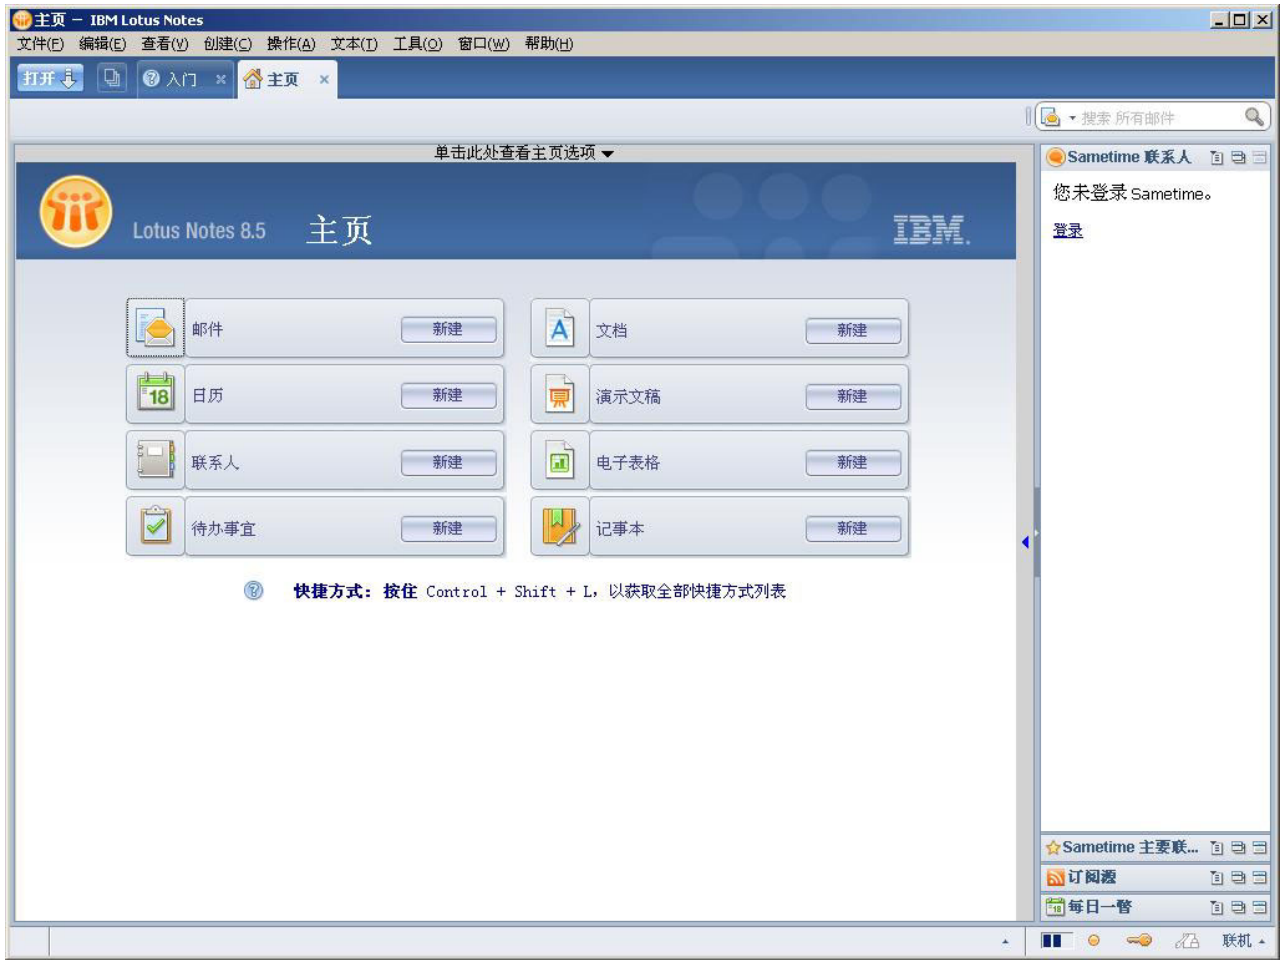 主页 - IBM Lotus Notes
文件(F) 编辑(E) 查看(V) 创建(C) 操作(A) 文本(T) 工具(O) 窗口(W) 帮助(H)
打开 入门 主页
搜索 所有邮件
单击此处查看主页选项
Lotus Notes 8.5 主页 IBM.
邮件 新建
文档 新建
18 日历 新建
演示文稿 新建
联系人 新建
电子表格 新建
待办事宜 新建
记事本 新建
快捷方式: 按住 Control + Shift + L, 以获取全部快捷方式列表
Sametime 联系人
您未登录 Sametime。
登录
Sametime 主要联...
订阅源
18 每日一瞥
联机